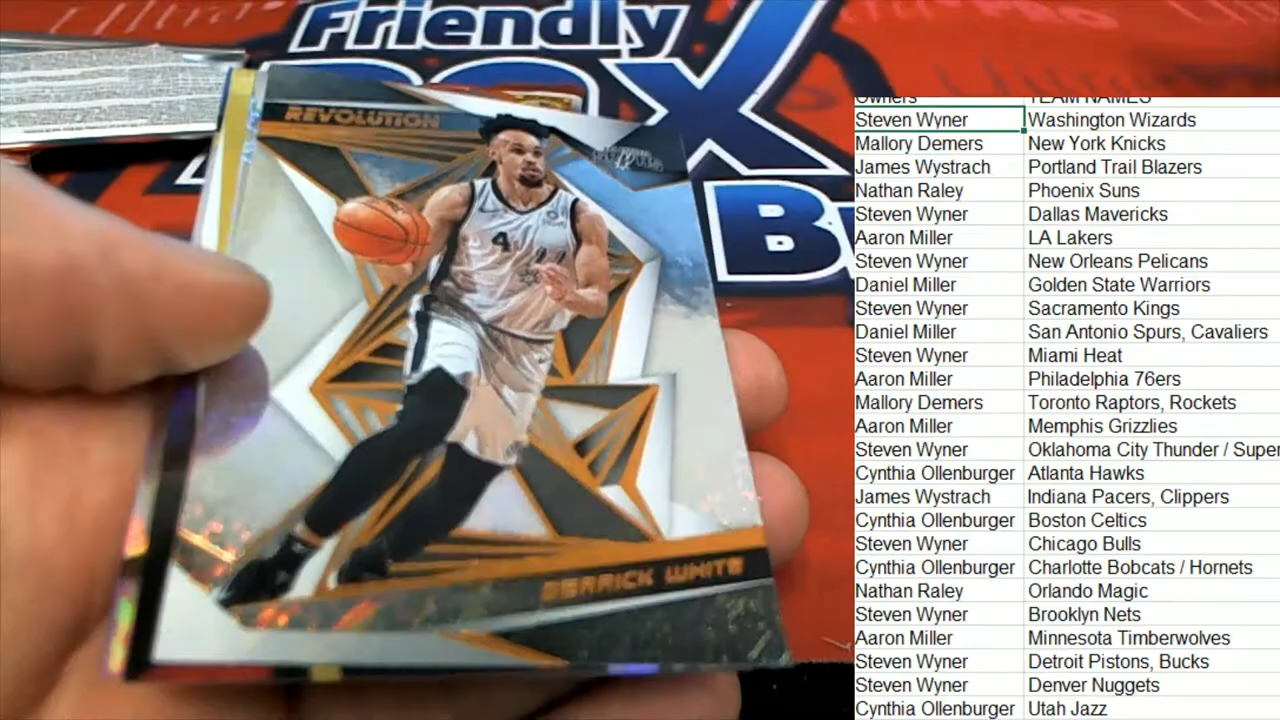 Friendly
BOX
REVOLUTION
4
DERRICK WHITE
Owners TEAM NAMES
Steven Wyner Washington Wizards
Mallory Demers New York Knicks
James Wystrach Portland Trail Blazers
Nathan Raley Phoenix Suns
Steven Wyner Dallas Mavericks
Aaron Miller LA Lakers
Steven Wyner New Orleans Pelicans
Daniel Miller Golden State Warriors
Steven Wyner Sacramento Kings
Daniel Miller San Antonio Spurs, Cavaliers
Steven Wyner Miami Heat
Aaron Miller Philadelphia 76ers
Mallory Demers Toronto Raptors, Rockets
Aaron Miller Memphis Grizzlies
Steven Wyner Oklahoma City Thunder / Super
Cynthia Ollenburger Atlanta Hawks
James Wystrach Indiana Pacers, Clippers
Cynthia Ollenburger Boston Celtics
Steven Wyner Chicago Bulls
Cynthia Ollenburger Charlotte Bobcats / Hornets
Nathan Raley Orlando Magic
Steven Wyner Brooklyn Nets
Aaron Miller Minnesota Timberwolves
Steven Wyner Detroit Pistons, Bucks
Steven Wyner Denver Nuggets
Cynthia Ollenburger Utah Jazz